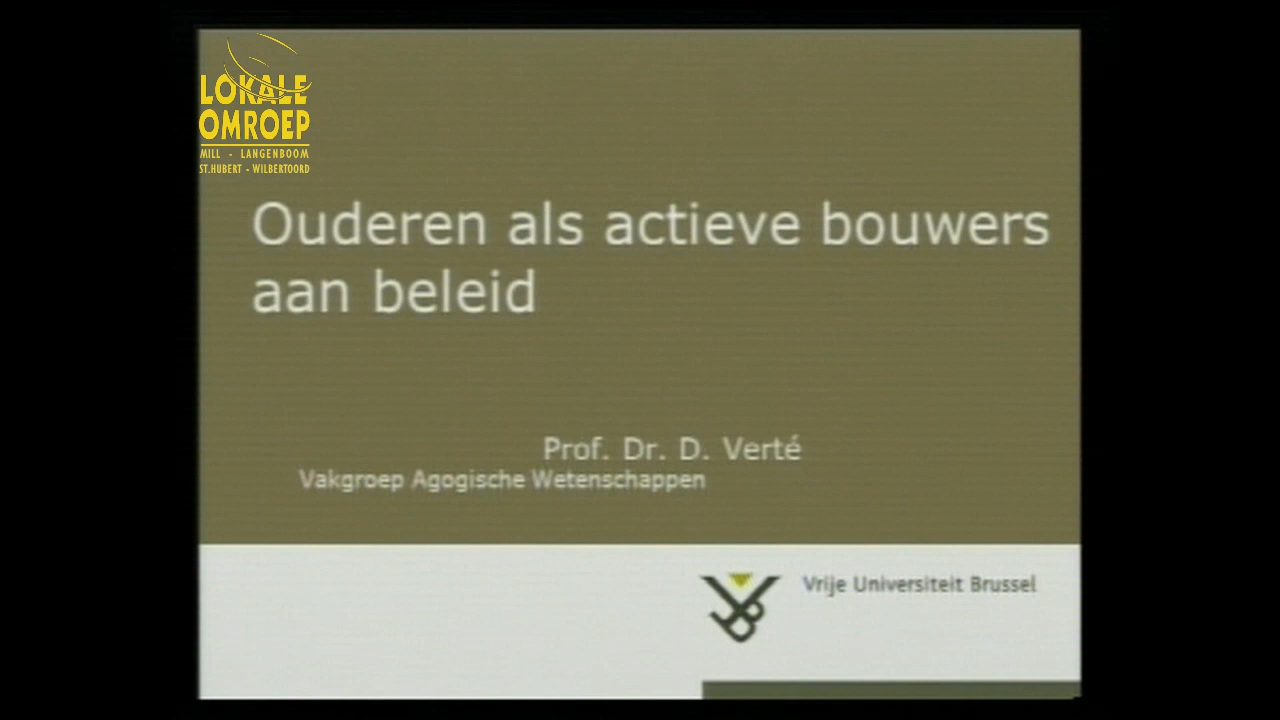 LOKALE
OMROEP
MILL - LANGENBOOM
ST.HUBERT - WILBERTOORD
Ouderen als actieve bouwers
aan beleid
Prof. Dr. D. Verté
Vakgroep Agogische Wetenschappen
Vrije Universiteit Brussel